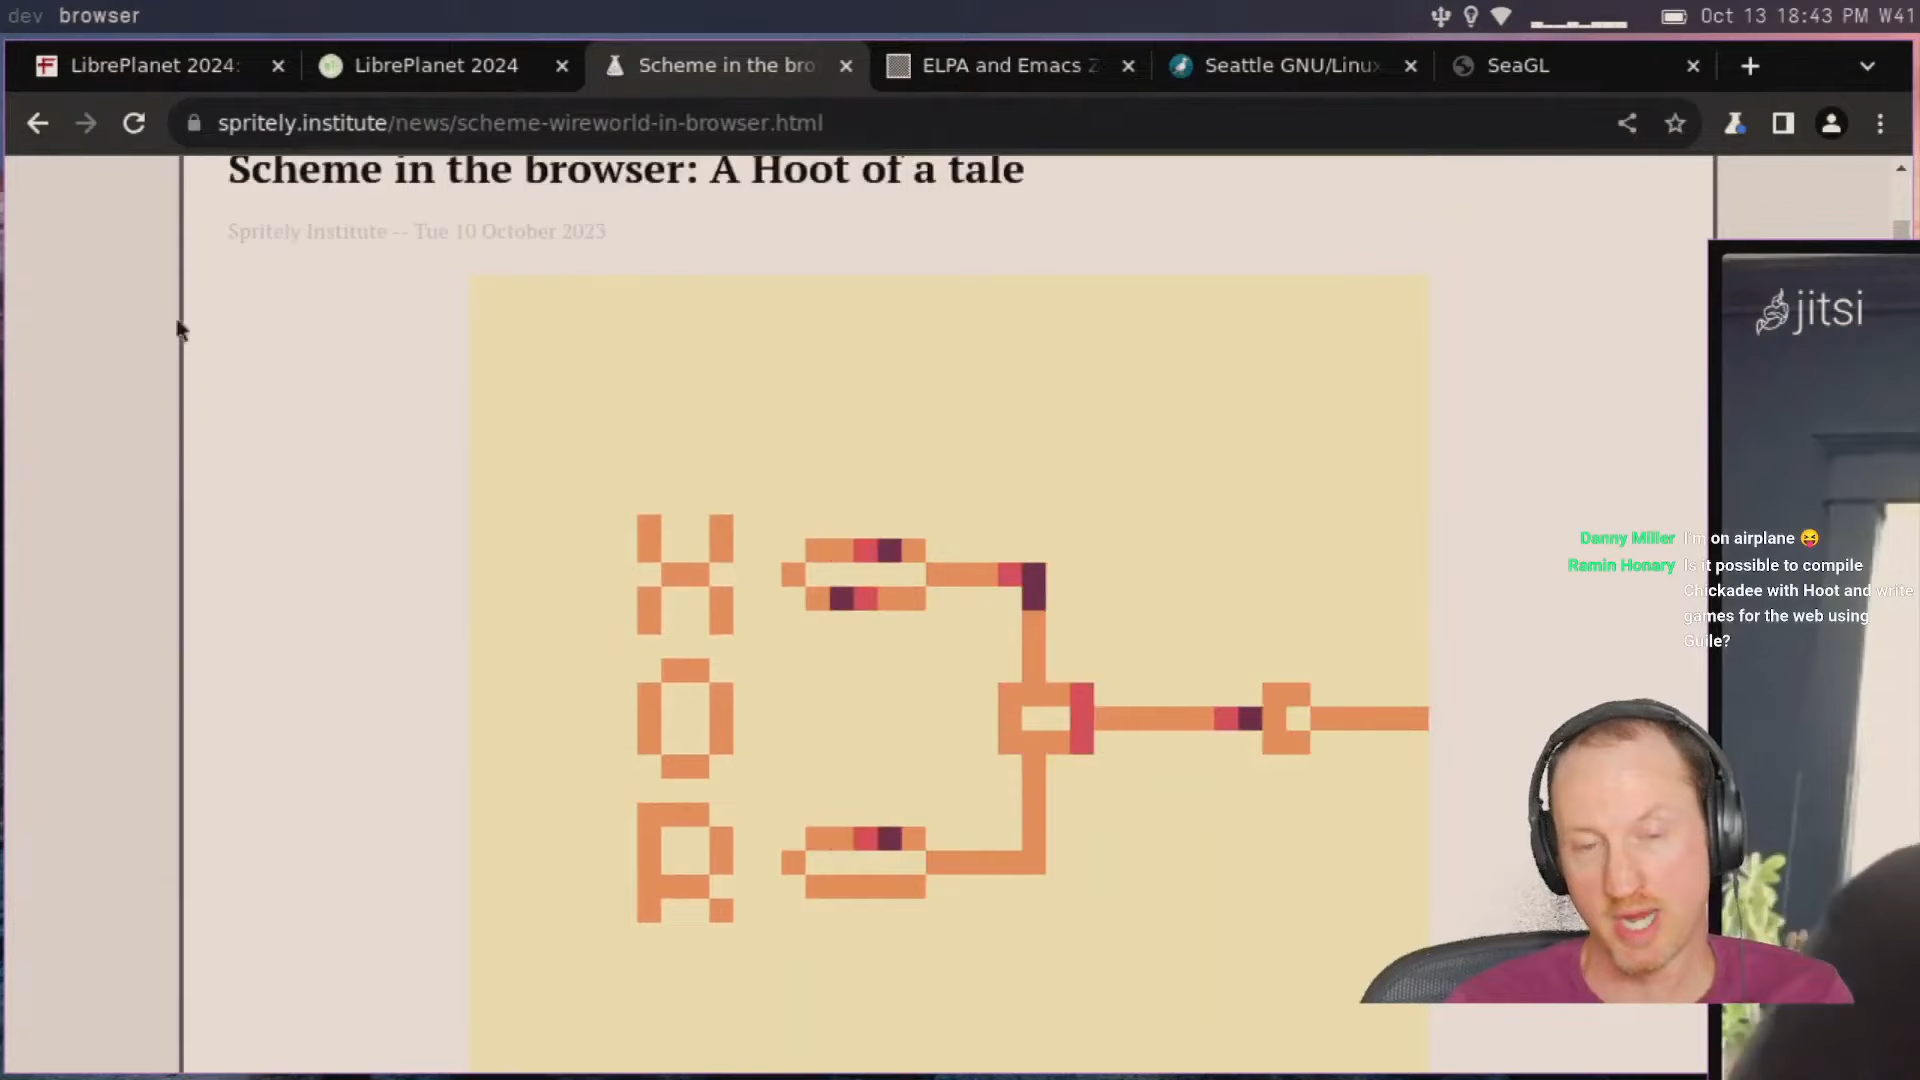 dev browser
Oct 13 18:43 PM W41
LibrePlanet 2024:
LibrePlanet 2024
Scheme in the bro
ELPA and Emacs
Seattle GNU/Linu
SeaGL
spritely.institute/news/scheme-wireworld-in-browser.html
Scheme in the browser: A Hoot of a tale
Spritely Institute -- Tue 10 October 2023
jitsi
XOR
Danny Miller I'm on airplane 😝
Ramin Honary Is it possible to compile
Chickadee with Hoot and write
games for the web using
Guile?